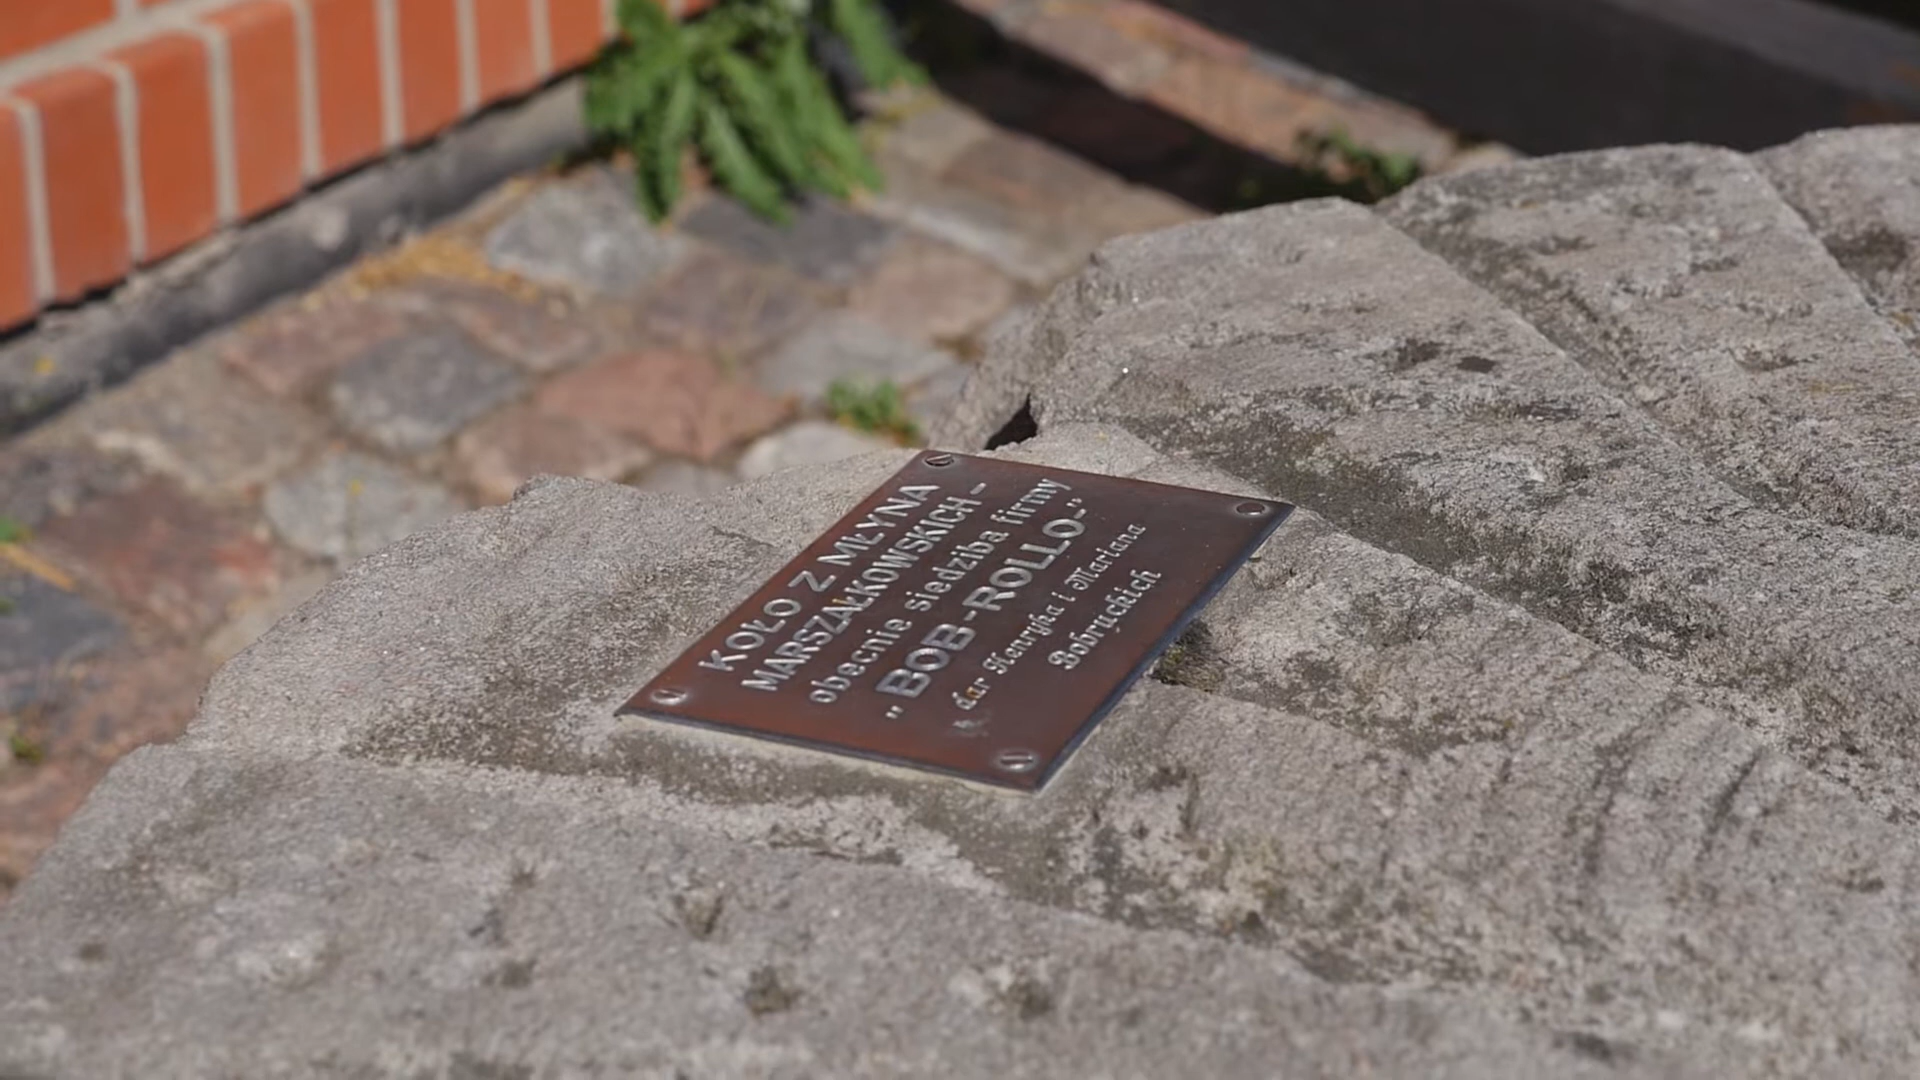 KOŁO Z MŁYNA
MARSZAŁKOWSKICH –
obecnie siedziba firmy
„BOB-ROLLO”
dar Henryka i Mariana
Bobruckich